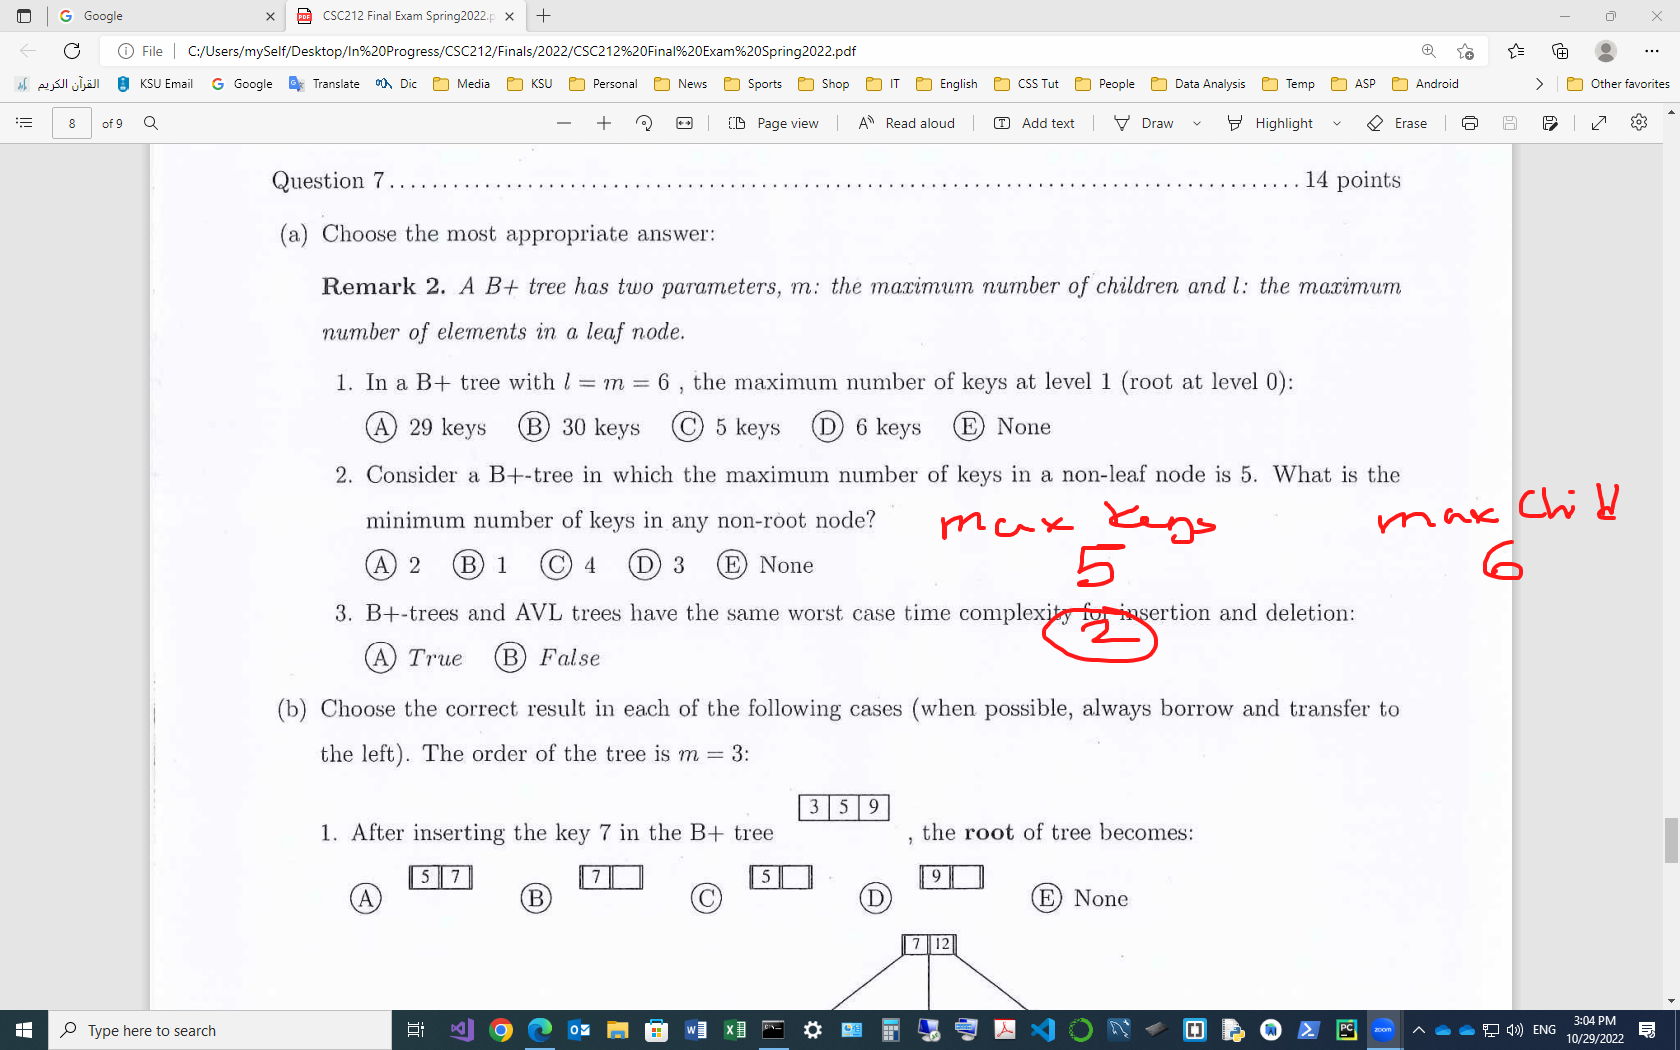 Google
CSC212 Final Exam Spring2022.p
File
C:/Users/mySelf/Desktop/In%20Progress/CSC212/Finals/2022/CSC212%20Final%20Exam%20Spring2022.pdf
القرآن الكريم KSU Email Google Translate Dic Media KSU Personal News Sports Shop IT English CSS Tut People Data Analysis Temp ASP Android Other favorites
8 of 9 Page view Read aloud Add text Draw Highlight Erase
Question 7 ........................................................................ 14 points
(a) Choose the most appropriate answer:
Remark 2. A B+ tree has two parameters, m: the maximum number of children and l: the maximum
number of elements in a leaf node.
1. In a B+ tree with l = m = 6 , the maximum number of keys at level 1 (root at level 0):
A 29 keys B 30 keys C 5 keys D 6 keys E None
2. Consider a B+-tree in which the maximum number of keys in a non-leaf node is 5. What is the
minimum number of keys in any non-root node?
max keys max Child
5 6
A 2 B 1 C 4 D 3 E None
3. B+-trees and AVL trees have the same worst case time complexity for insertion and deletion:
2
A True B False
(b) Choose the correct result in each of the following cases (when possible, always borrow and transfer to
the left). The order of the tree is m = 3:
3 5 9
1. After inserting the key 7 in the B+ tree , the root of tree becomes:
5 7 7 5 9
A B C D E None
7 12
Type here to search
ENG
3:04 PM
10/29/2022